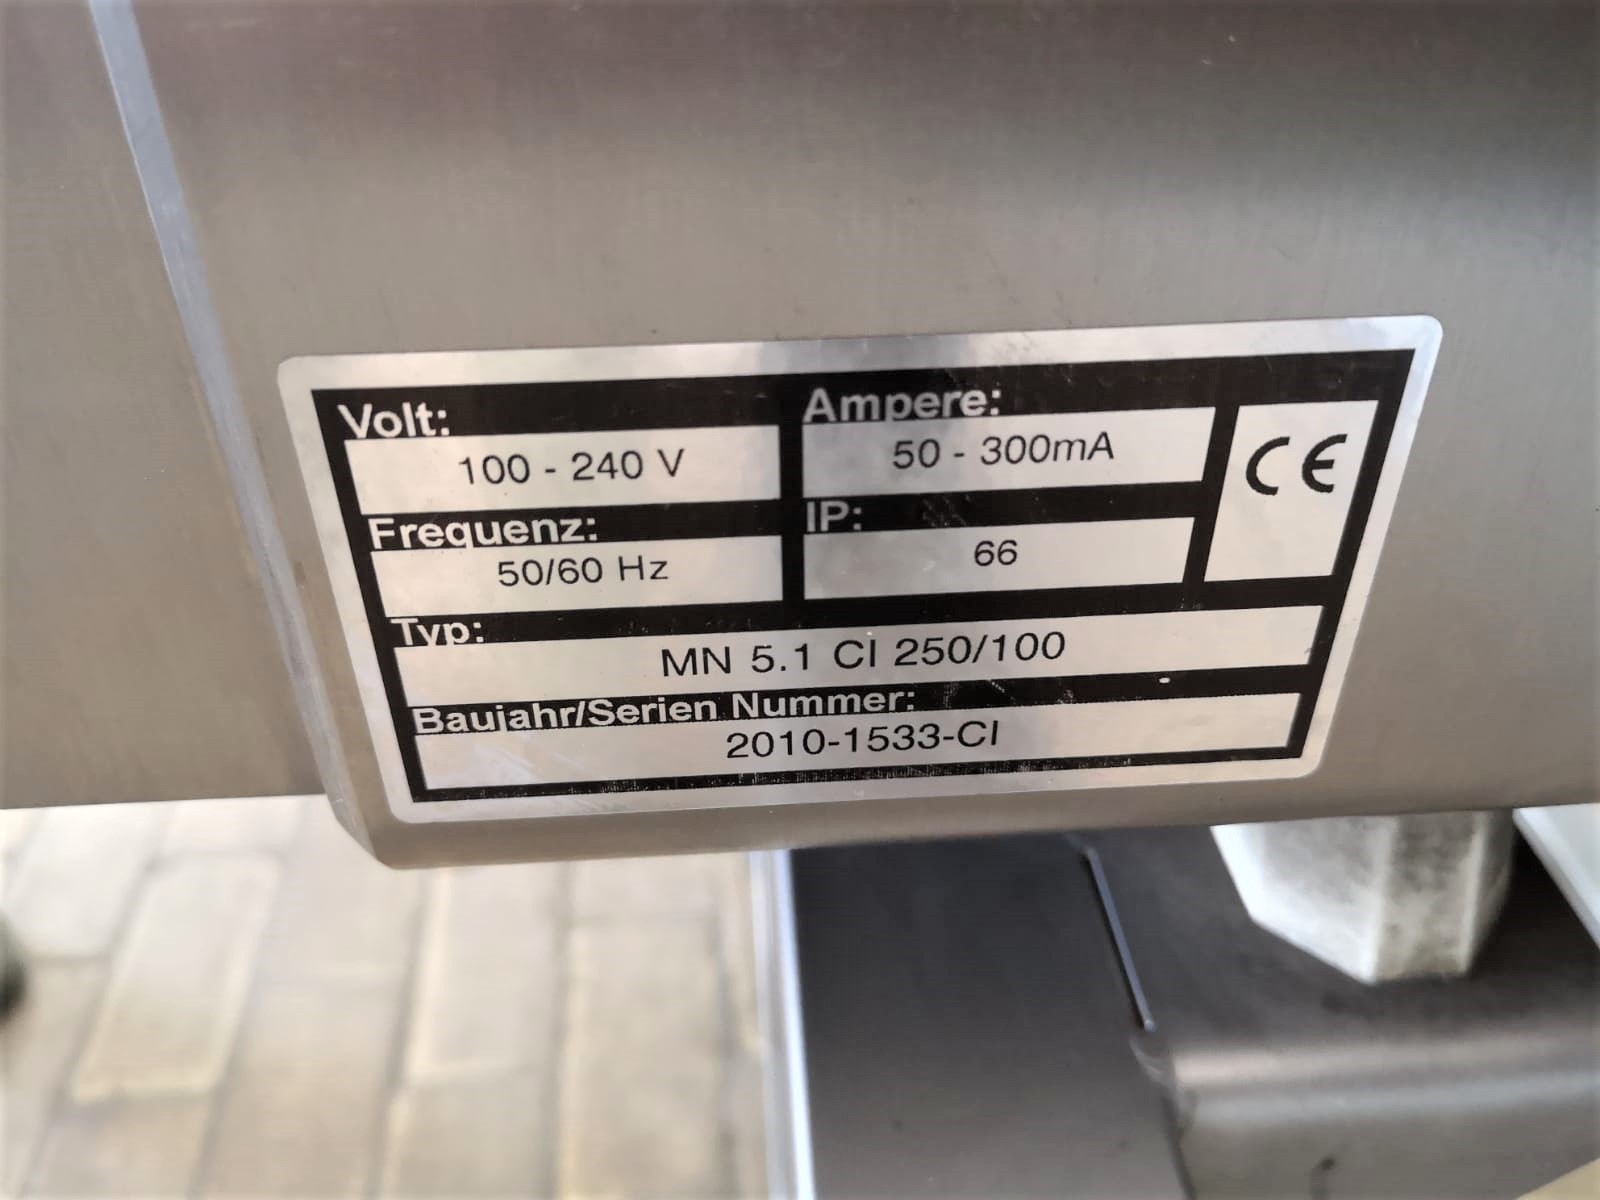 Volt:
100 - 240 V
Ampere:
50 - 300mA
CE
Frequenz:
50/60 Hz
IP:
66
Typ:
MN 5.1 CI 250/100
Baujahr/Serien Nummer:
2010-1533-CI